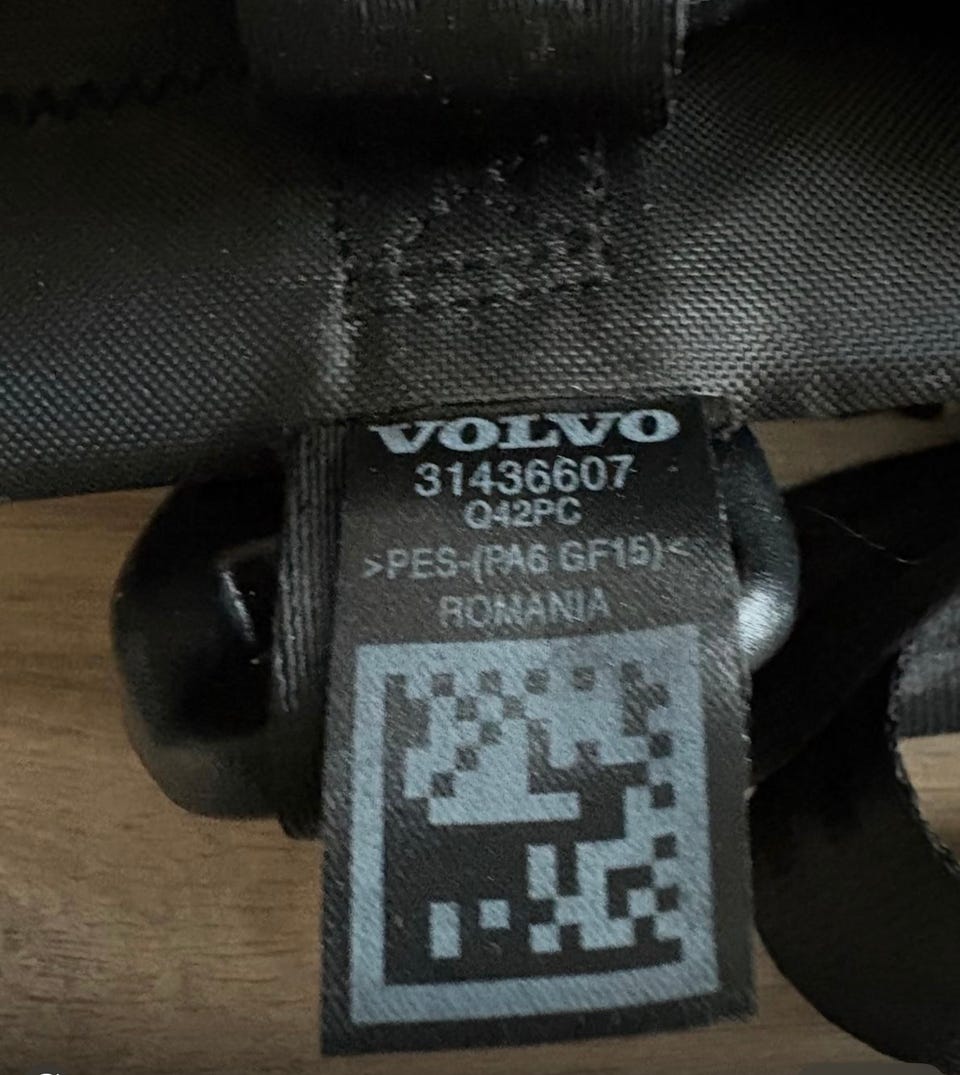 VOLVO
31436607
Q42PC
>PES-(PA6 GF15)<
ROMANIA